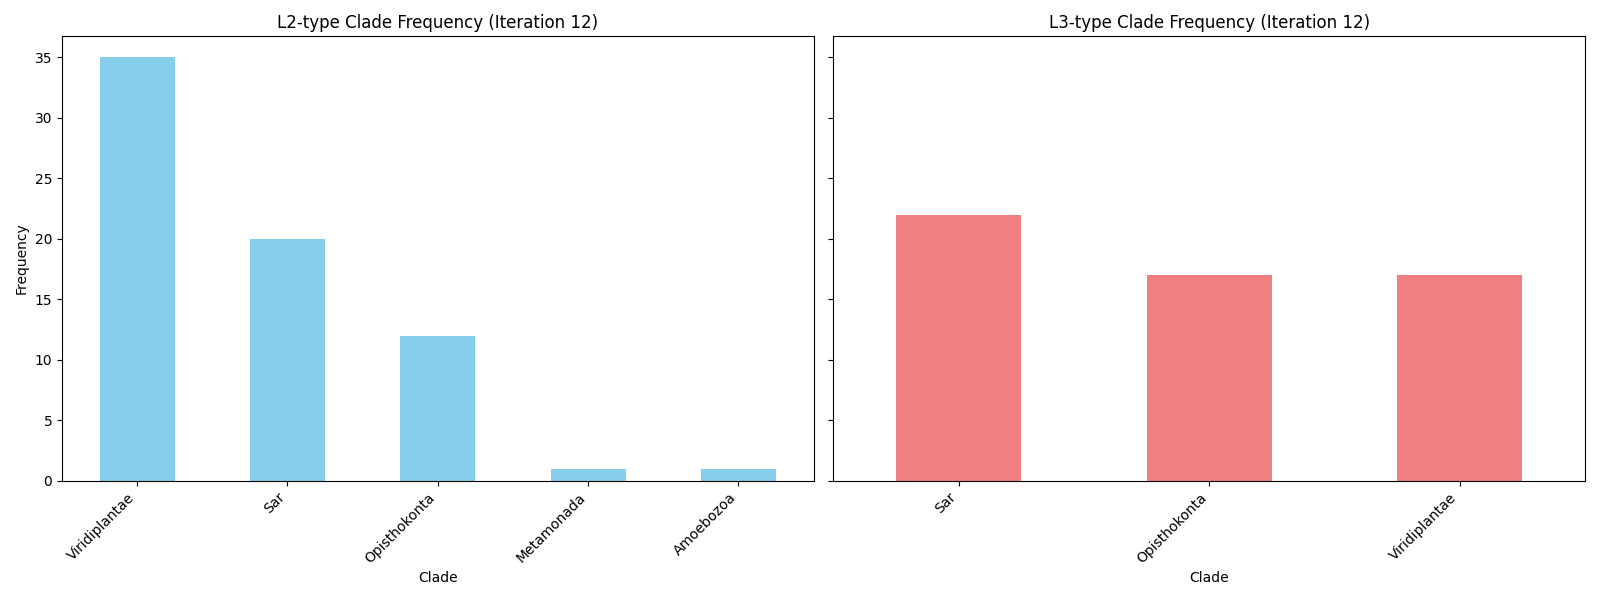 L2-type Clade Frequency (Iteration 12)
Frequency
35
30
25
20
15
10
5
0
Viridiplantae
Sar
Opisthokonta
Metamonada
Amoebozoa
Clade
L3-type Clade Frequency (Iteration 12)
Sar
Opisthokonta
Viridiplantae
Clade